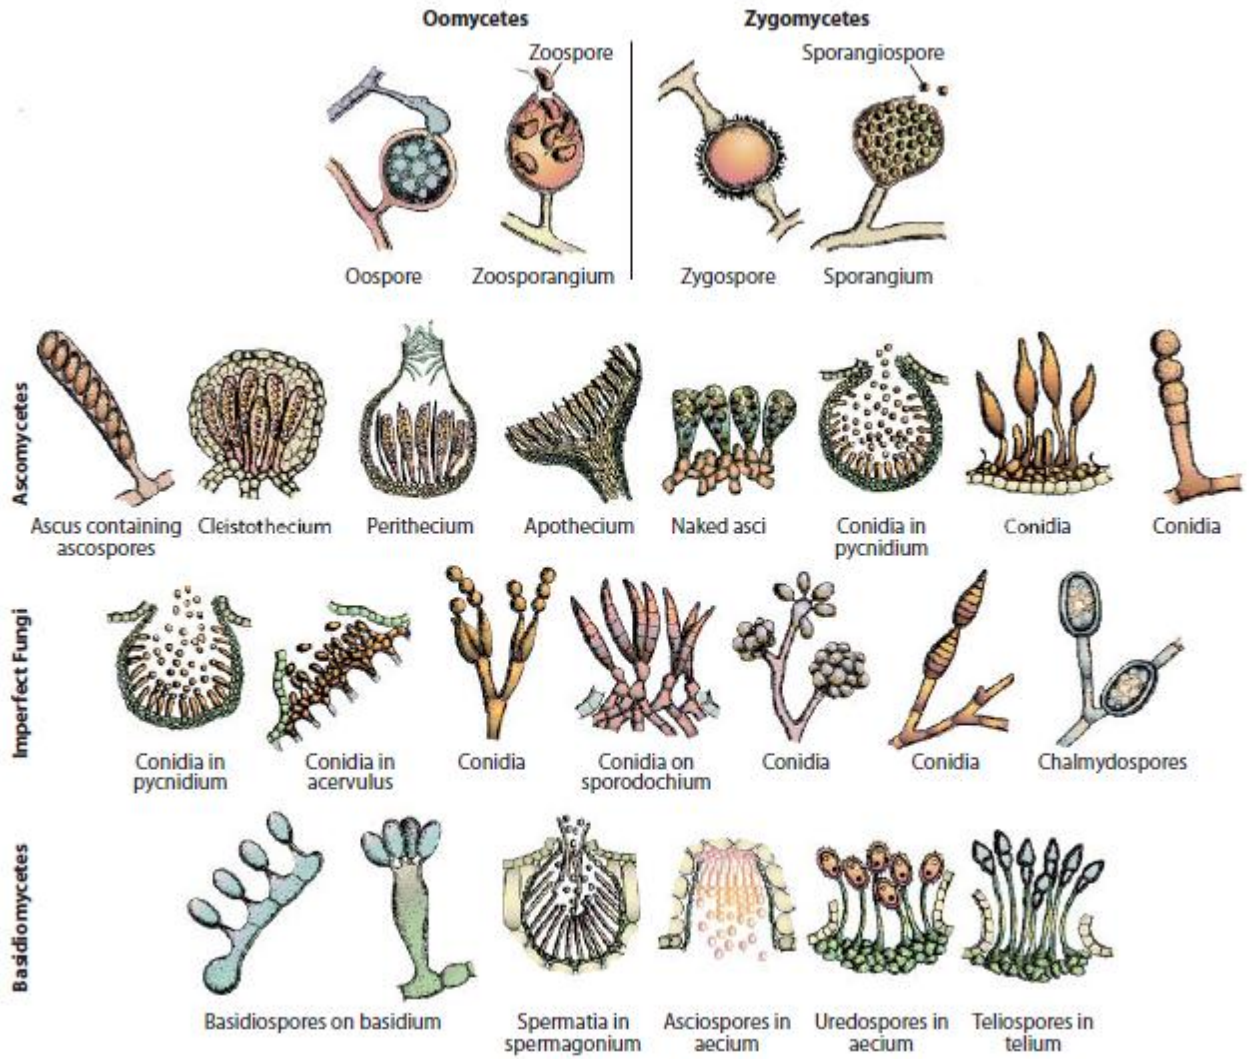 Oomycetes
Zygomycetes
Zoospore
Sporangiospore
Oospore
Zoosporangium
Zygospore
Sporangium
Ascomycetes
Ascus containing
ascospores
Cleistothecium
Perithecium
Apothecium
Naked asci
Conidia in
pycnidium
Conidia
Conidia
Imperfect Fungi
Conidia in
pycnidium
Conidia in
acervulus
Conidia
Conidia on
sporodochium
Conidia
Conidia
Chalmydospores
Basidiomycetes
Basidiospores on basidium
Spermatia in
spermagonium
Asciospores in
aecium
Uredospores in
aecium
Teliospores in
telium